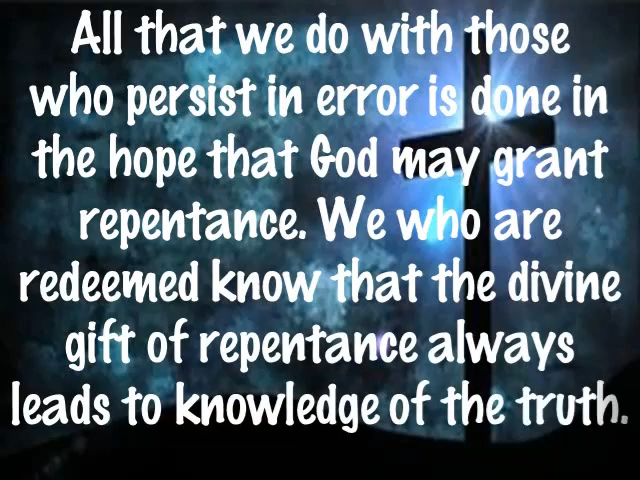 All that we do with those
who persist in error is done in
the hope that God may grant
repentance. We who are
redeemed know that the divine
gift of repentance always
leads to knowledge of the truth.